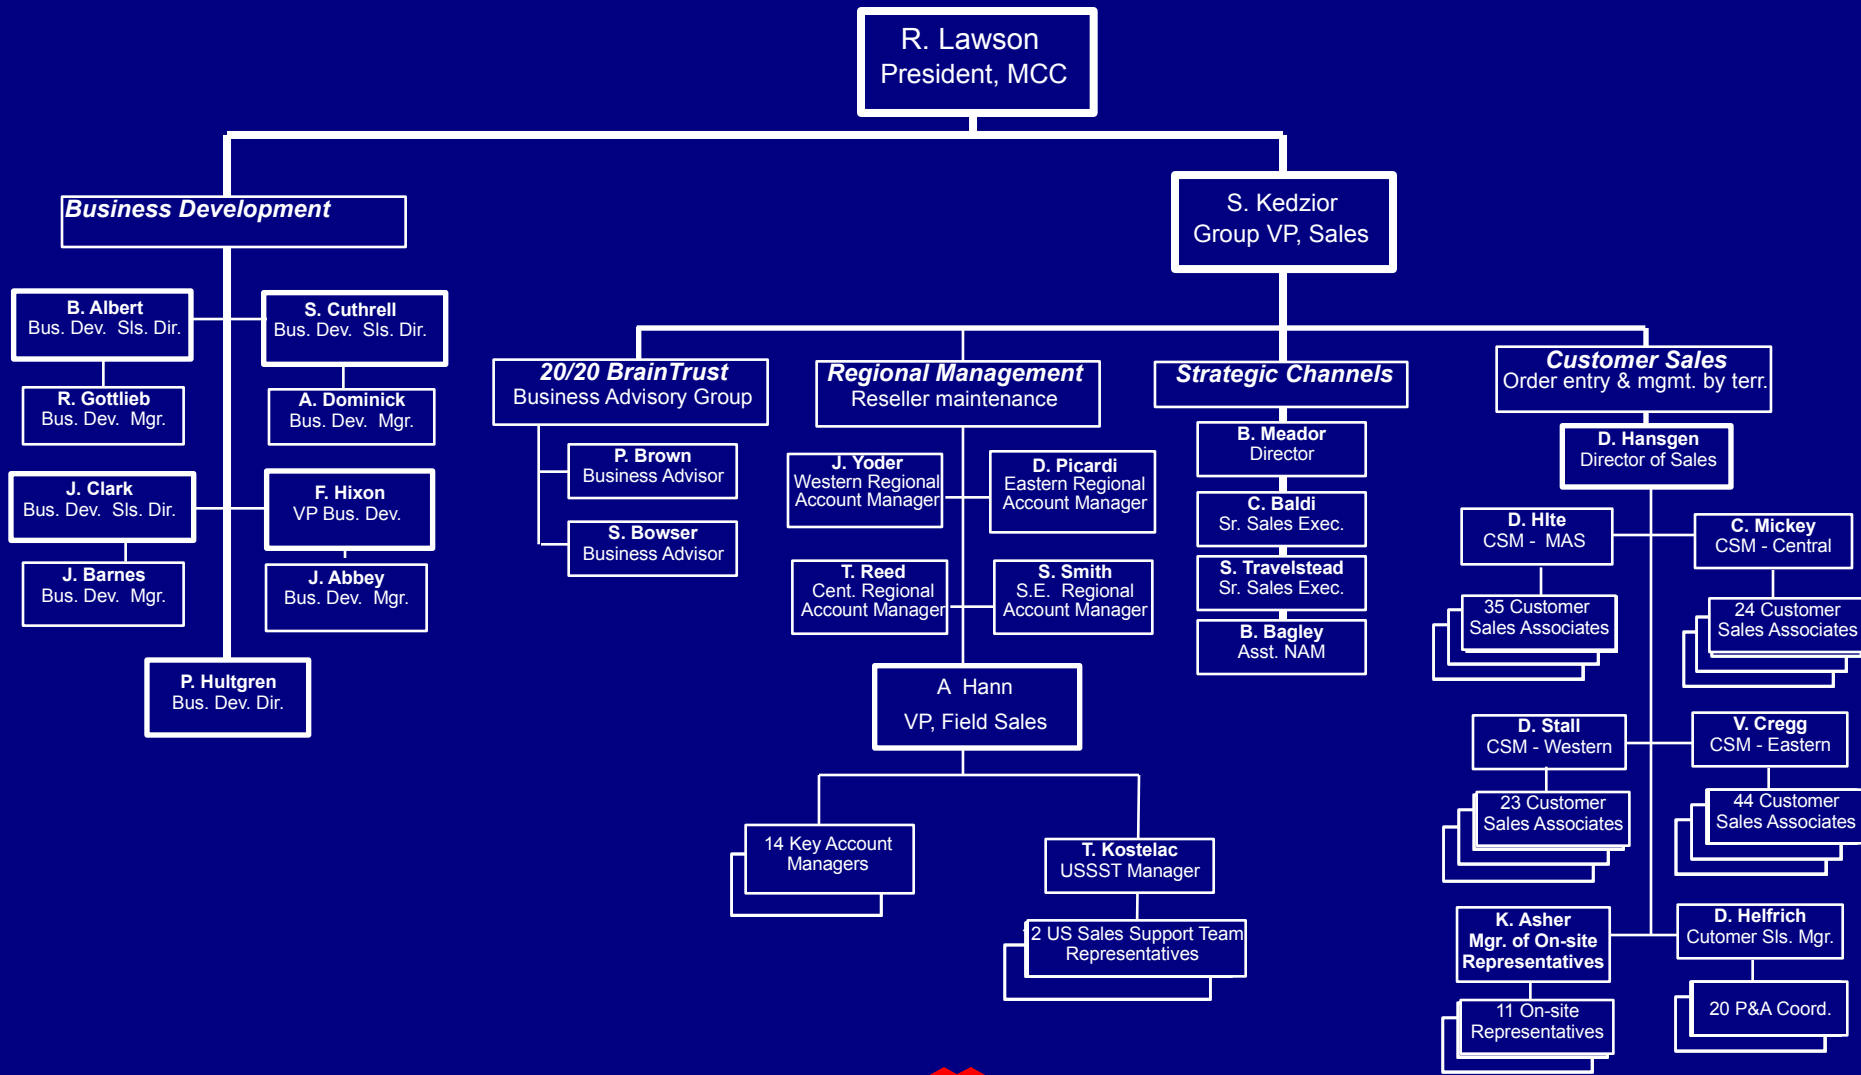 R. Lawson
President, MCC
Business Development
S. Kedzior
Group VP, Sales
B. Albert
Bus. Dev. Sls. Dir.
S. Cuthrell
Bus. Dev. Sls. Dir.
R. Gottlieb
Bus. Dev. Mgr.
A. Dominick
Bus. Dev. Mgr.
J. Clark
Bus. Dev. Sls. Dir.
F. Hixon
VP Bus. Dev.
J. Barnes
Bus. Dev. Mgr.
J. Abbey
Bus. Dev. Mgr.
P. Hultgren
Bus. Dev. Dir.
20/20 BrainTrust
Business Advisory Group
P. Brown
Business Advisor
S. Bowser
Business Advisor
Regional Management
Reseller maintenance
J. Yoder
Western Regional
Account Manager
D. Picardi
Eastern Regional
Account Manager
T. Reed
Cent. Regional
Account Manager
S. Smith
S.E. Regional
Account Manager
A Hann
VP, Field Sales
14 Key Account
Managers
T. Kostelac
USSST Manager
2 US Sales Support Team
Representatives
Strategic Channels
B. Meador
Director
C. Baldi
Sr. Sales Exec.
S. Travelstead
Sr. Sales Exec.
B. Bagley
Asst. NAM
Customer Sales
Order entry & mgmt. by terr.
D. Hansgen
Director of Sales
D. HIte
CSM - MAS
C. Mickey
CSM - Central
35 Customer
Sales Associates
24 Customer
Sales Associates
D. Stall
CSM - Western
V. Cregg
CSM - Eastern
23 Customer
Sales Associates
44 Customer
Sales Associates
K. Asher
Mgr. of On-site
Representatives
D. Helfrich
Cutomer Sls. Mgr.
11 On-site
Representatives
20 P&A Coord.